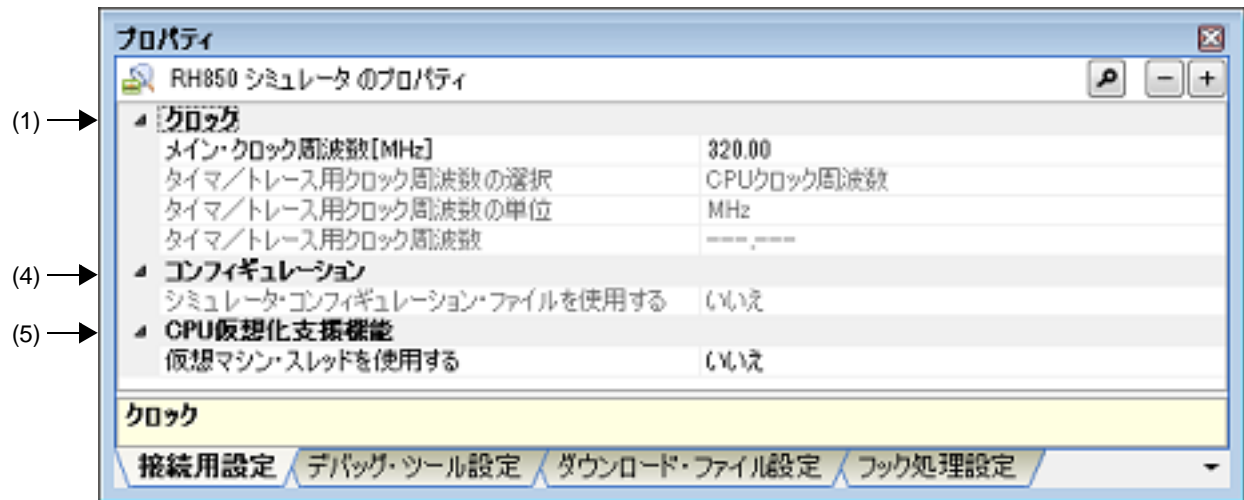 プロパティ
RH850 シミュレータ のプロパティ
(1) クロック
メイン・クロック周波数[MHz] 320.00
タイマ／トレース用クロック周波数の選択 CPUクロック周波数
タイマ／トレース用クロック周波数の単位 MHz
タイマ／トレース用クロック周波数 ---.---
(4) コンフィギュレーション
シミュレータ・コンフィギュレーション・ファイルを使用する いいえ
(5) CPU仮想化支援機能
仮想マシン・スレッドを使用する いいえ
クロック
接続用設定 デバッグ・ツール設定 ダウンロード・ファイル設定 フック処理設定